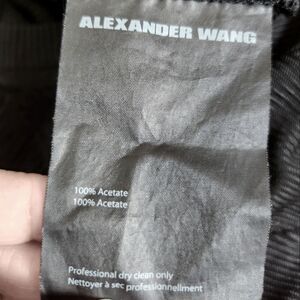 ALEXANDER WANG
100% Acetate
100% Acetate
Professional dry clean only
Nettoyer à sec professionnellment